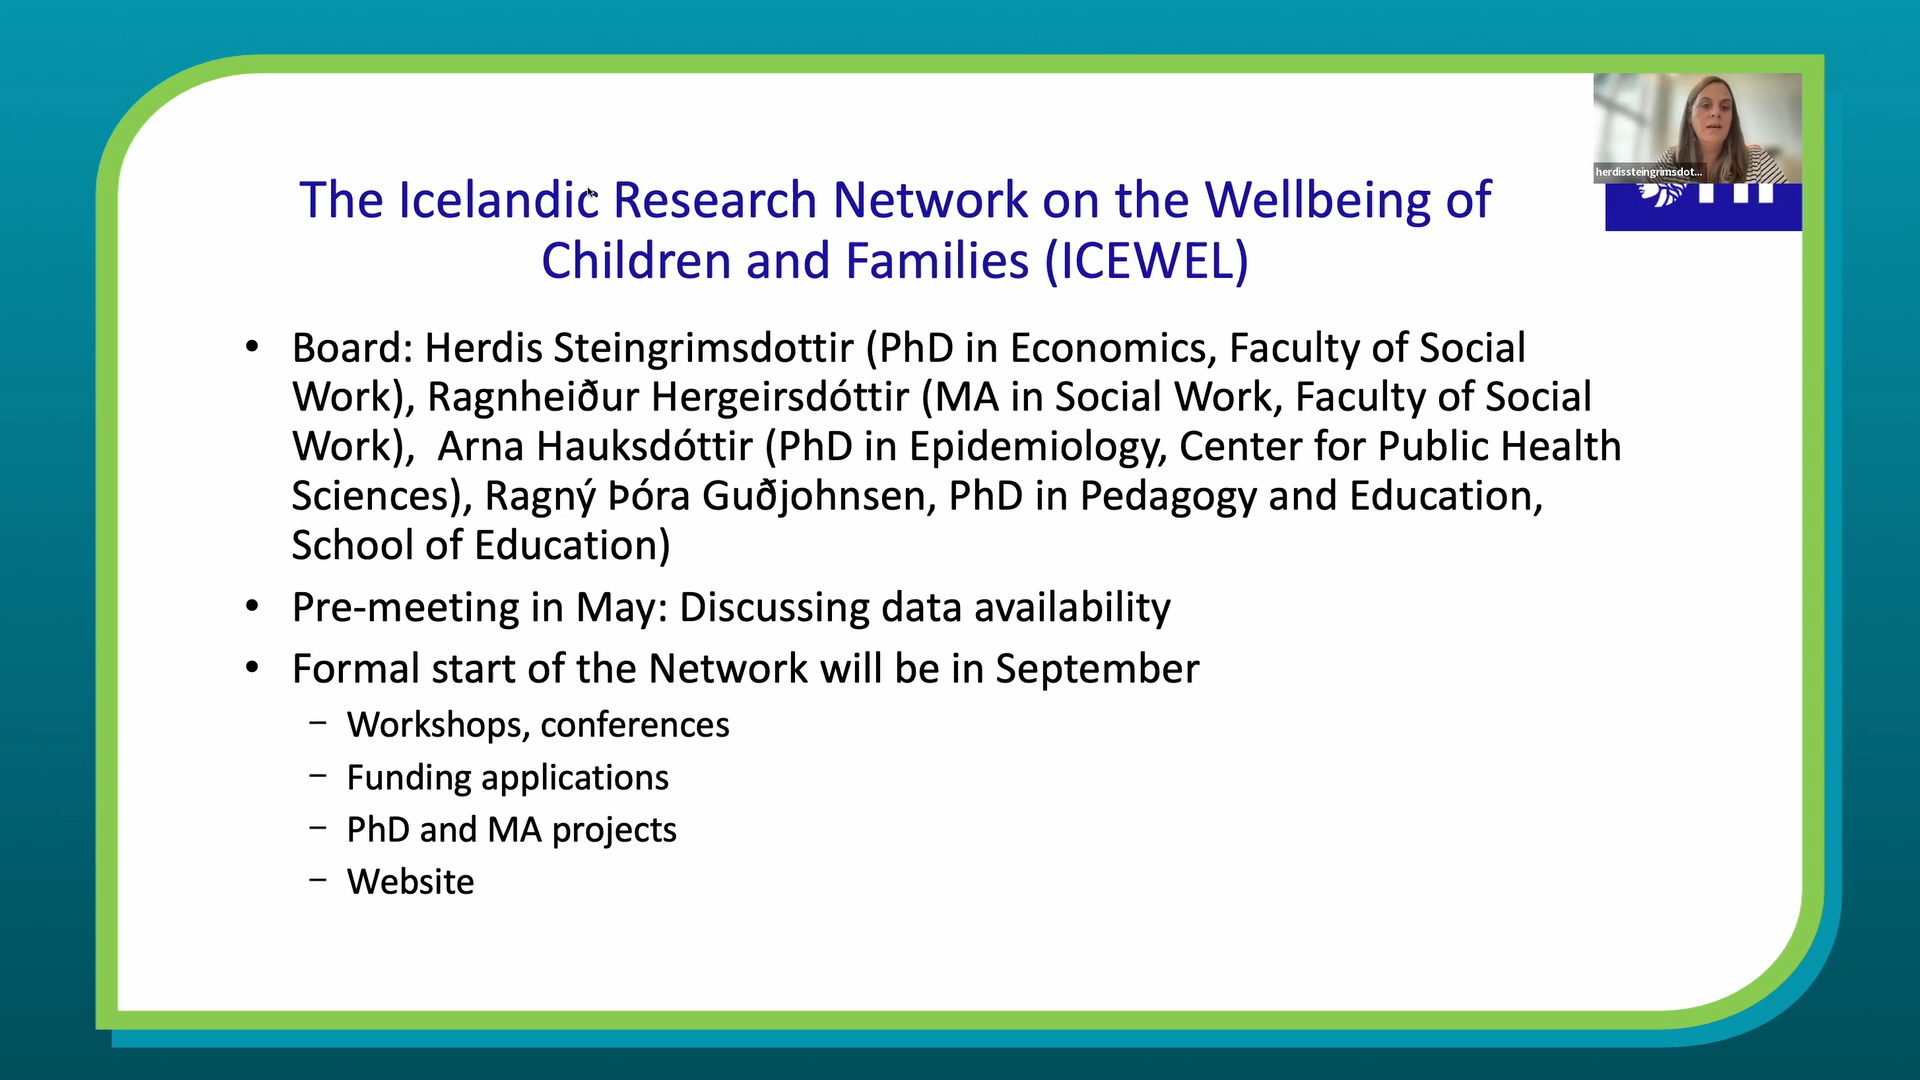 herdissteingrimsdot...
The Icelandic Research Network on the Wellbeing of
Children and Families (ICEWEL)
• Board: Herdis Steingrimsdottir (PhD in Economics, Faculty of Social
Work), Ragnheiður Hergeirsdóttir (MA in Social Work, Faculty of Social
Work), Arna Hauksdóttir (PhD in Epidemiology, Center for Public Health
Sciences), Ragný Þóra Guðjohnsen, PhD in Pedagogy and Education,
School of Education)
• Pre-meeting in May: Discussing data availability
• Formal start of the Network will be in September
– Workshops, conferences
– Funding applications
– PhD and MA projects
– Website